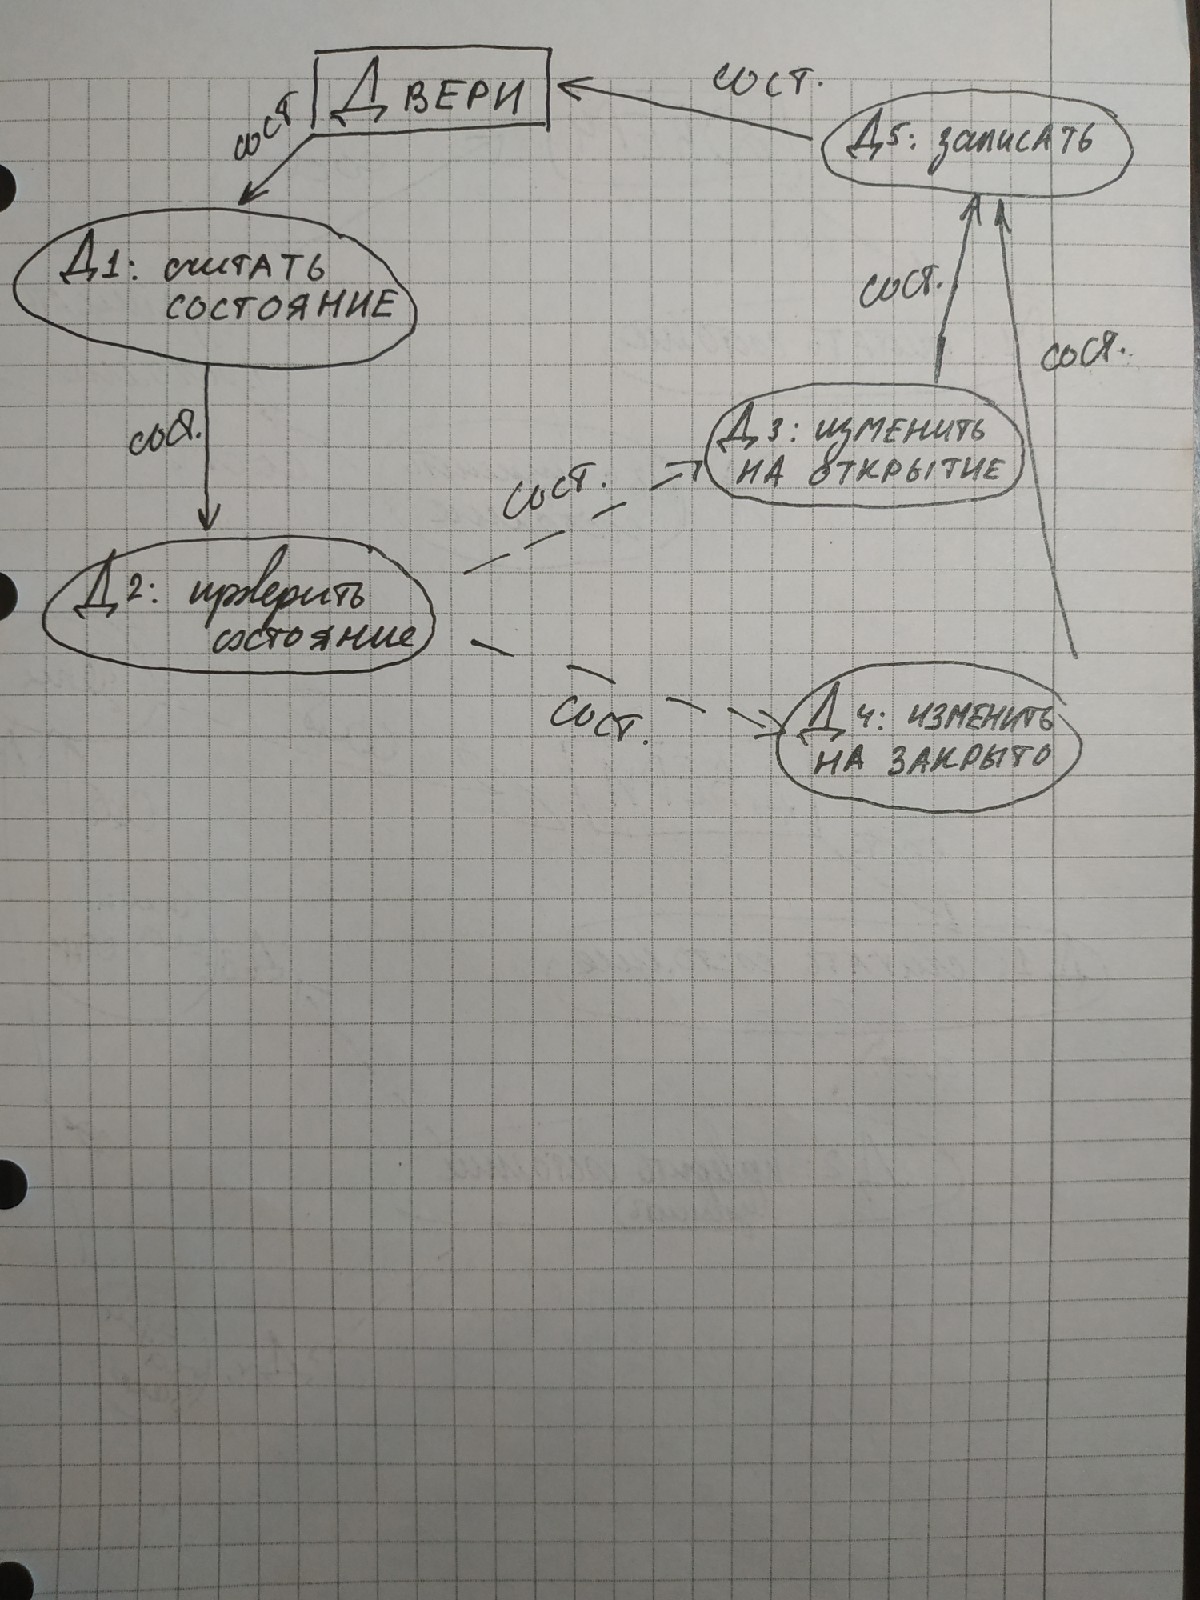 ДВЕРИ
сост.
Д5: записАТЬ
сост
Д1: считАТЬ
СОСТОЯНИЕ
сост.
сост.
сост.
Д3: изМЕНИТЬ
НА ОТКРЫТИЕ
сост.
Д2: проверить
состояние
сост.
Д4: ИЗМЕНИТЬ
НА ЗАКРЫТО